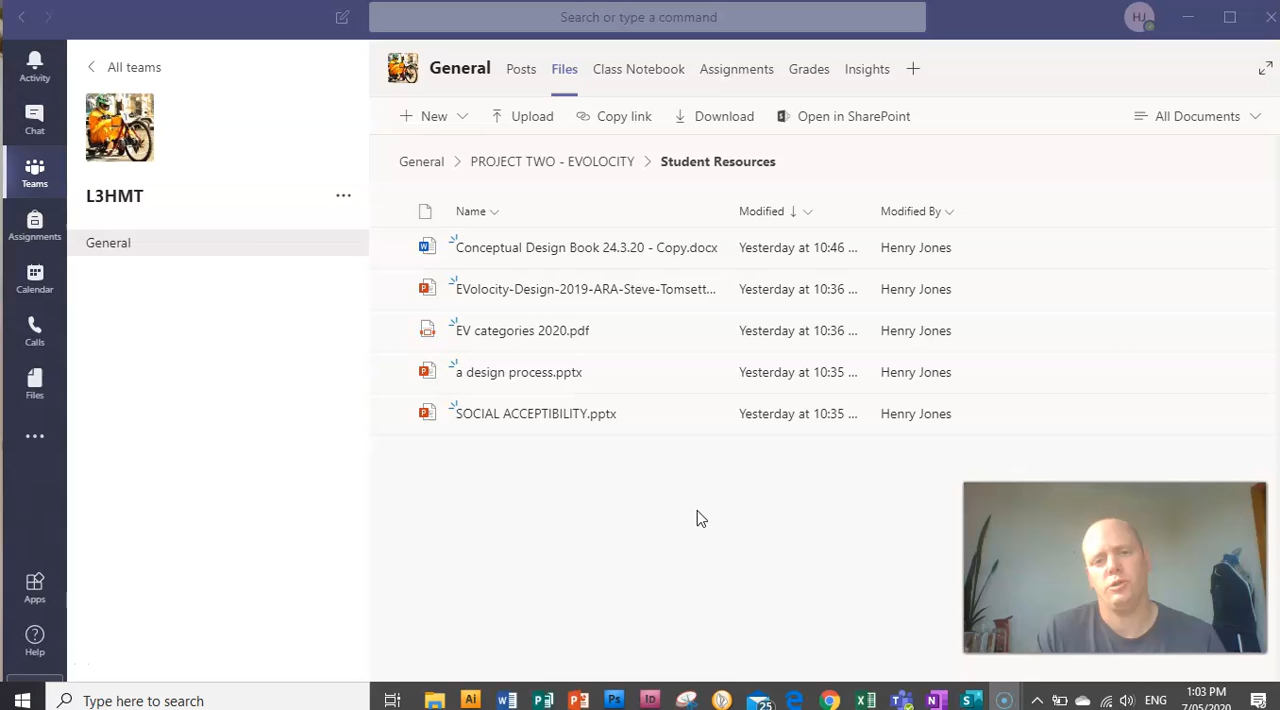 Search or type a command
HJ
Activity
Chat
Teams
Assignments
Calendar
Calls
Files
Apps
Help
All teams
L3HMT
General
General Posts Files Class Notebook Assignments Grades Insights
New Upload Copy link Download Open in SharePoint All Documents
General > PROJECT TWO - EVOLOCITY > Student Resources
Name Modified Modified By
Conceptual Design Book 24.3.20 - Copy.docx Yesterday at 10:46 ... Henry Jones
EVolocity-Design-2019-ARA-Steve-Tomsett... Yesterday at 10:36 ... Henry Jones
EV categories 2020.pdf Yesterday at 10:36 ... Henry Jones
a design process.pptx Yesterday at 10:35 ... Henry Jones
SOCIAL ACCEPTIBILITY.pptx Yesterday at 10:35 ... Henry Jones
Type here to search
25
ENG
1:03 PM
7/05/2020